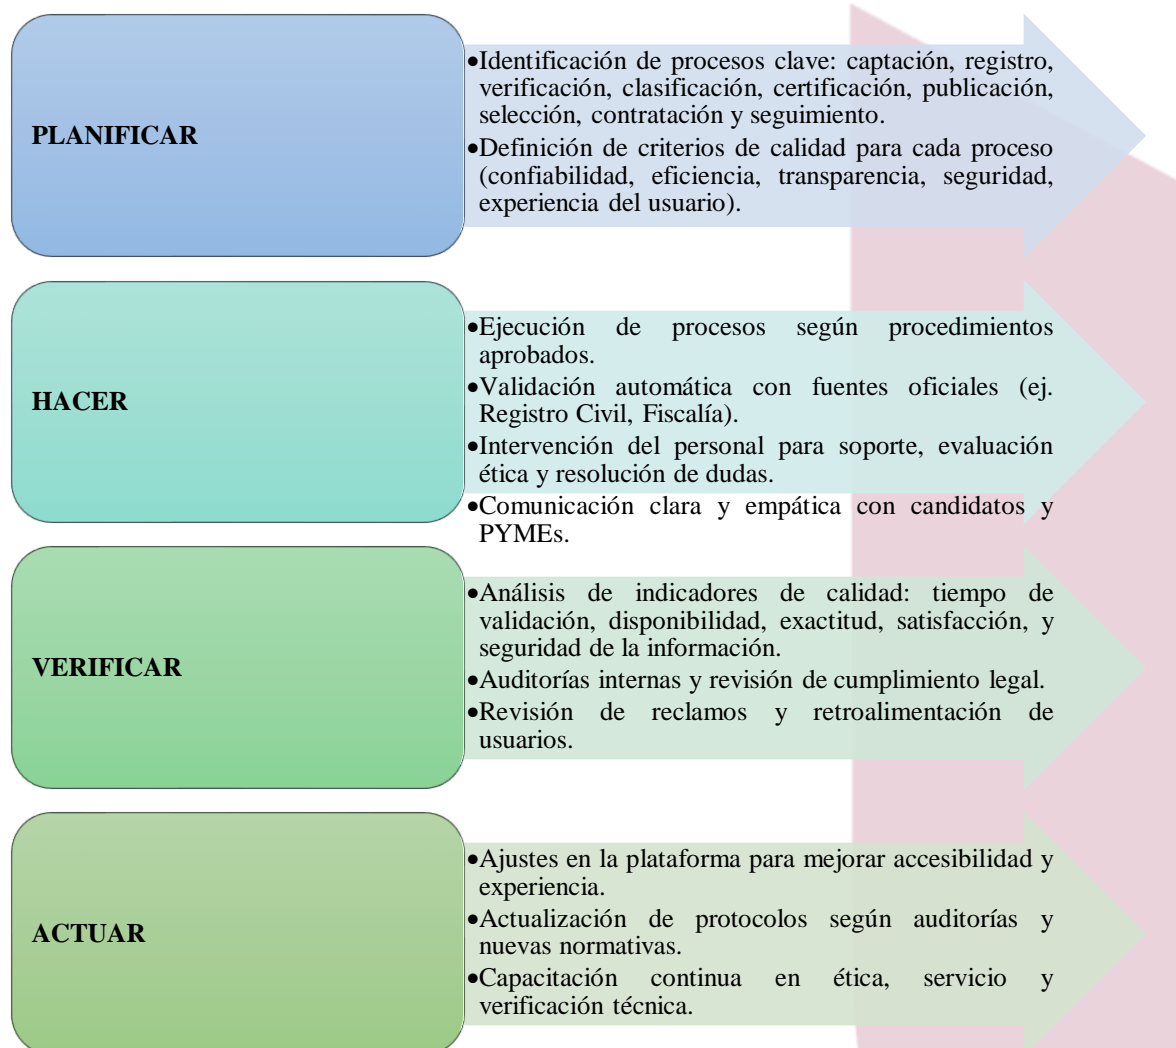 PLANIFICAR
•Identificación de procesos clave: captación, registro,
verificación, clasificación, certificación, publicación,
selección, contratación y seguimiento.
•Definición de criterios de calidad para cada proceso
(confiabilidad, eficiencia, transparencia, seguridad,
experiencia del usuario).
HACER
•Ejecución de procesos según procedimientos
aprobados.
•Validación automática con fuentes oficiales (ej.
Registro Civil, Fiscalía).
•Intervención del personal para soporte, evaluación
ética y resolución de dudas.
•Comunicación clara y empática con candidatos y
PYMEs.
VERIFICAR
•Análisis de indicadores de calidad: tiempo de
validación, disponibilidad, exactitud, satisfacción, y
seguridad de la información.
•Auditorías internas y revisión de cumplimiento legal.
•Revisión de reclamos y retroalimentación de
usuarios.
ACTUAR
•Ajustes en la plataforma para mejorar accesibilidad y
experiencia.
•Actualización de protocolos según auditorías y
nuevas normativas.
•Capacitación continua en ética, servicio y
verificación técnica.